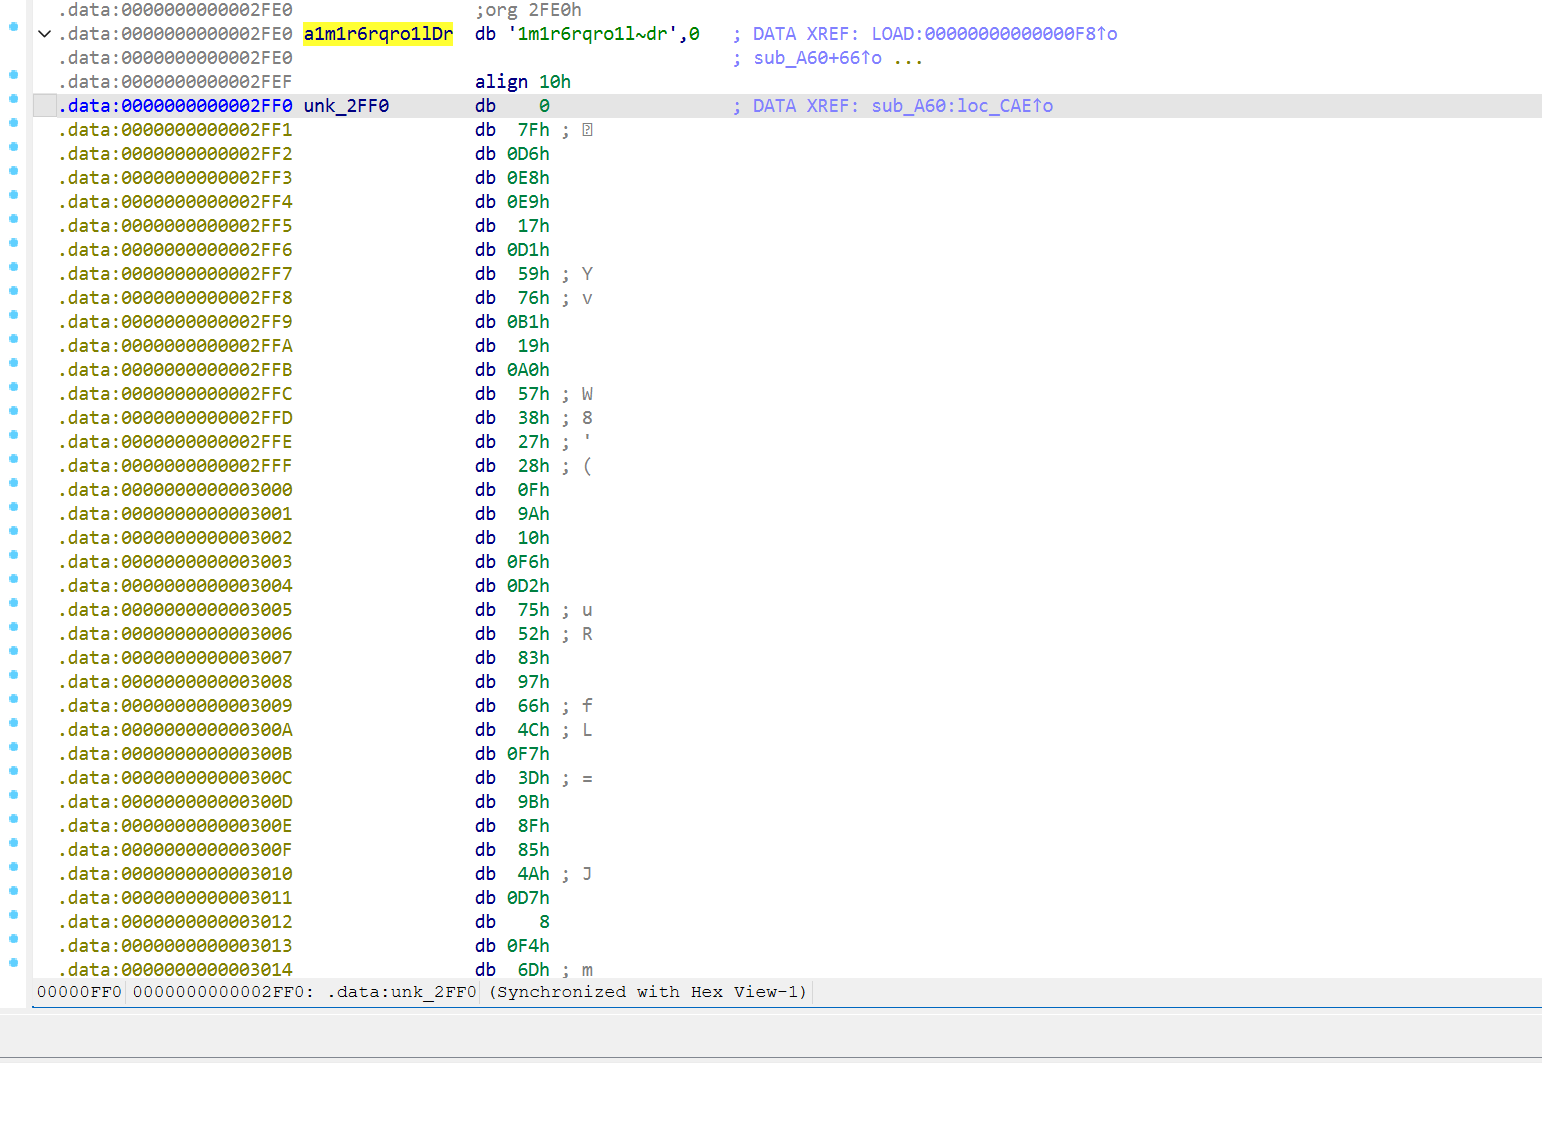 .data:0000000000002FE0 ;org 2FE0h
.data:0000000000002FE0 a1m1r6rqro1lDr db '1m1r6rqro1l~dr',0 ; DATA XREF: LOAD:00000000000000F8↑o
.data:0000000000002FE0 ; sub_A60+66↑o ...
.data:0000000000002FEF align 10h
.data:0000000000002FF0 unk_2FF0 db 0 ; DATA XREF: sub_A60:loc_CAE↑o
.data:0000000000002FF1 db 7Fh ;
.data:0000000000002FF2 db 0D6h
.data:0000000000002FF3 db 0E8h
.data:0000000000002FF4 db 0E9h
.data:0000000000002FF5 db 17h
.data:0000000000002FF6 db 0D1h
.data:0000000000002FF7 db 59h ; Y
.data:0000000000002FF8 db 76h ; v
.data:0000000000002FF9 db 0B1h
.data:0000000000002FFA db 19h
.data:0000000000002FFB db 0A0h
.data:0000000000002FFC db 57h ; W
.data:0000000000002FFD db 38h ; 8
.data:0000000000002FFE db 27h ; '
.data:0000000000002FFF db 28h ; (
.data:0000000000003000 db 0Fh
.data:0000000000003001 db 9Ah
.data:0000000000003002 db 10h
.data:0000000000003003 db 0F6h
.data:0000000000003004 db 0D2h
.data:0000000000003005 db 75h ; u
.data:0000000000003006 db 52h ; R
.data:0000000000003007 db 83h
.data:0000000000003008 db 97h
.data:0000000000003009 db 66h ; f
.data:000000000000300A db 4Ch ; L
.data:000000000000300B db 0F7h
.data:000000000000300C db 3Dh ; =
.data:000000000000300D db 9Bh
.data:000000000000300E db 8Fh
.data:000000000000300F db 85h
.data:0000000000003010 db 4Ah ; J
.data:0000000000003011 db 0D7h
.data:0000000000003012 db 8
.data:0000000000003013 db 0F4h
.data:0000000000003014 db 6Dh ; m
00000FF0 0000000000002FF0: .data:unk_2FF0 (Synchronized with Hex View-1)